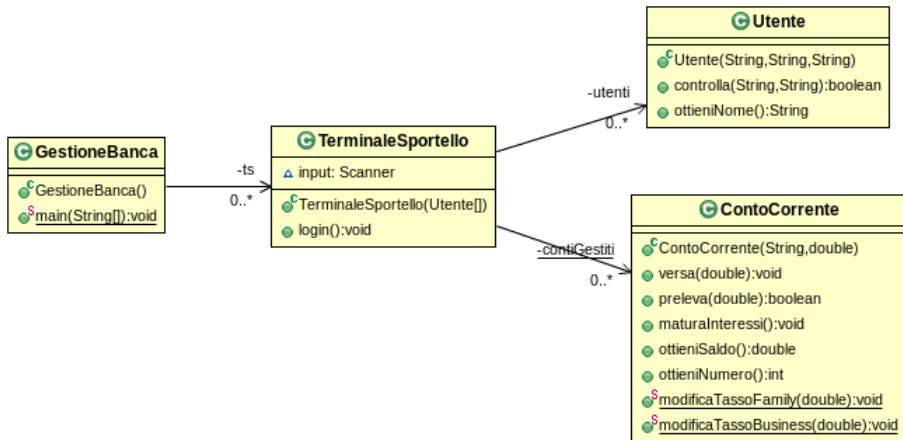 Utente
Utente(String,String,String)
controlla(String,String):boolean
ottieniNome():String
-utenti
0..*
GestioneBanca
GestioneBanca()
main(String[]):void
-ts
0..*
TerminaleSportello
input: Scanner
TerminaleSportello(Utente[])
login():void
-contiGestiti
0..*
ContoCorrente
ContoCorrente(String,double)
versa(double):void
preleva(double):boolean
maturaInteressi():void
ottieniSaldo():double
ottieniNumero():int
modificaTassoFamily(double):void
modificaTassoBusiness(double):void